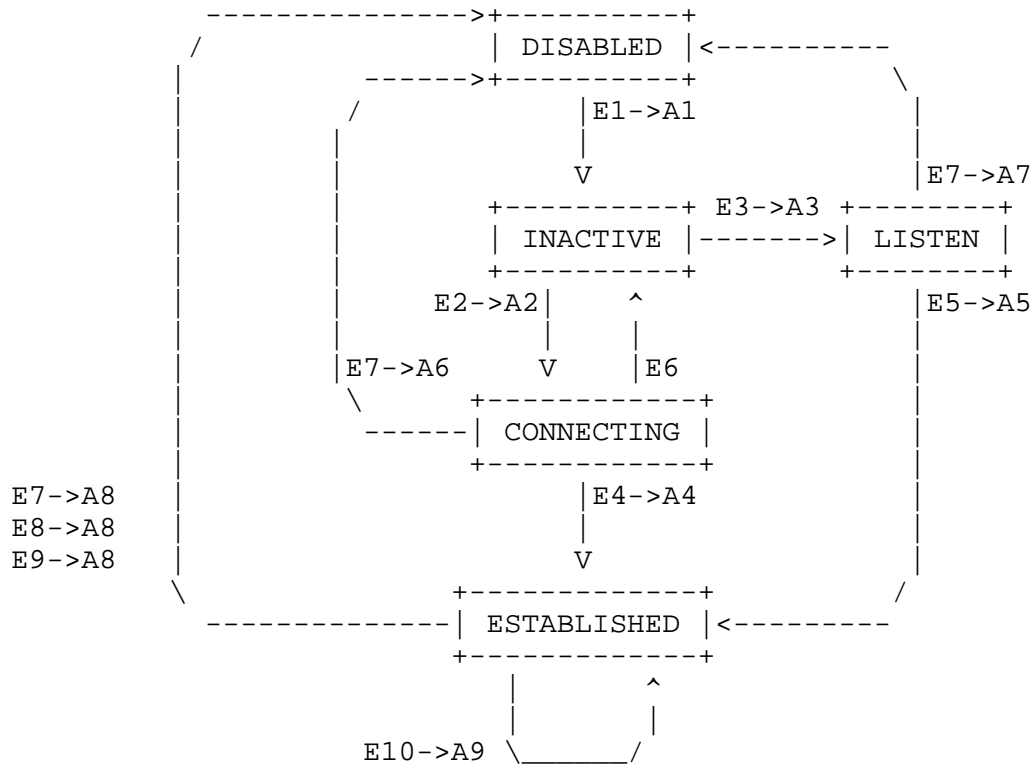 DISABLED
E1->A1
E7->A7
E3->A3
INACTIVE
LISTEN
E2->A2
E5->A5
E7->A6
E6
CONNECTING
E7->A8
E4->A4
E8->A8
E9->A8
ESTABLISHED
E10->A9